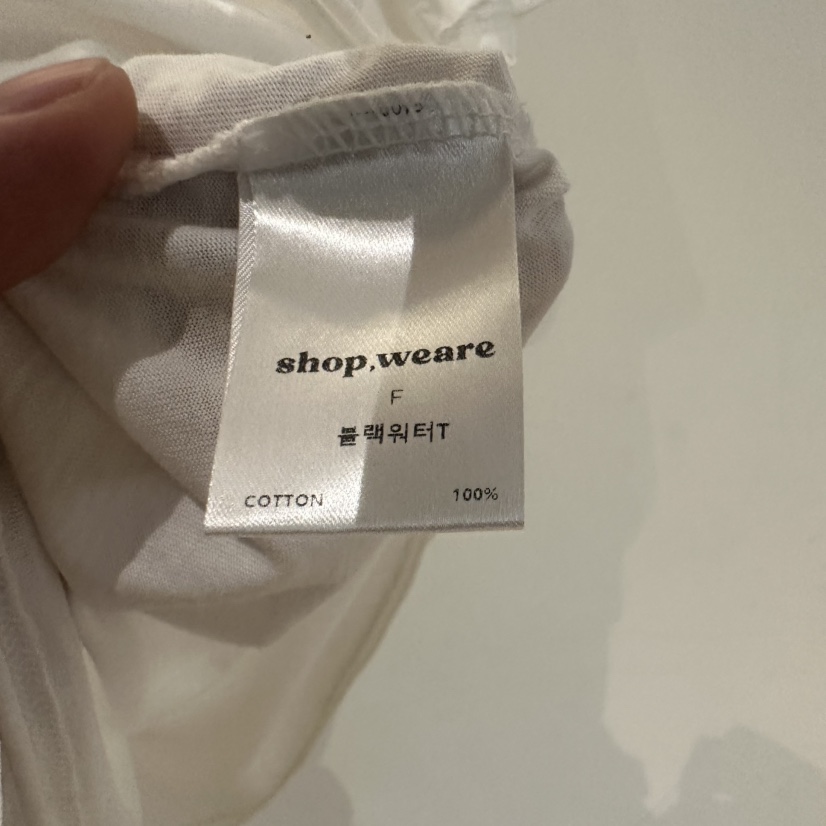 shop,weare
F
블랙워터T
COTTON 100%